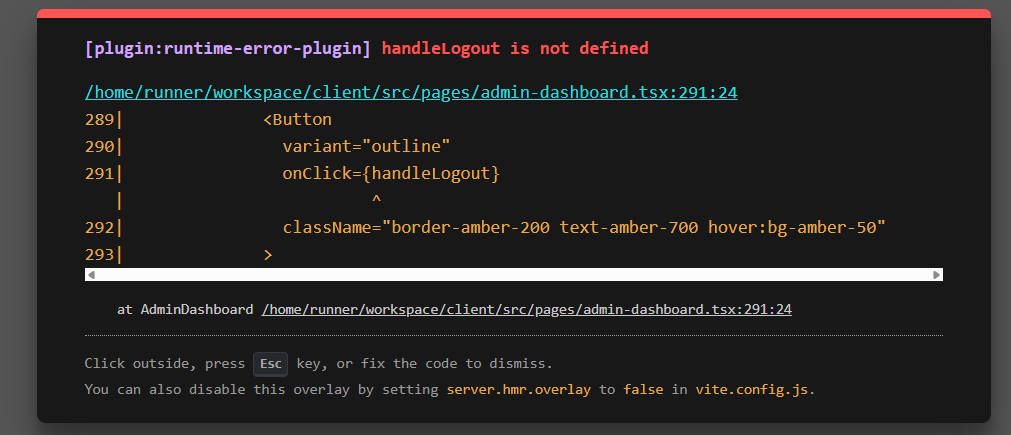 [plugin:runtime-error-plugin] handleLogout is not defined
/home/runner/workspace/client/src/pages/admin-dashboard.tsx:291:24
289|              <Button
290|                variant="outline"
291|                onClick={handleLogout}
   |                         ^
292|                className="border-amber-200 text-amber-700 hover:bg-amber-50"
293|              >
at AdminDashboard /home/runner/workspace/client/src/pages/admin-dashboard.tsx:291:24
Click outside, press Esc key, or fix the code to dismiss.
You can also disable this overlay by setting server.hmr.overlay to false in vite.config.js.